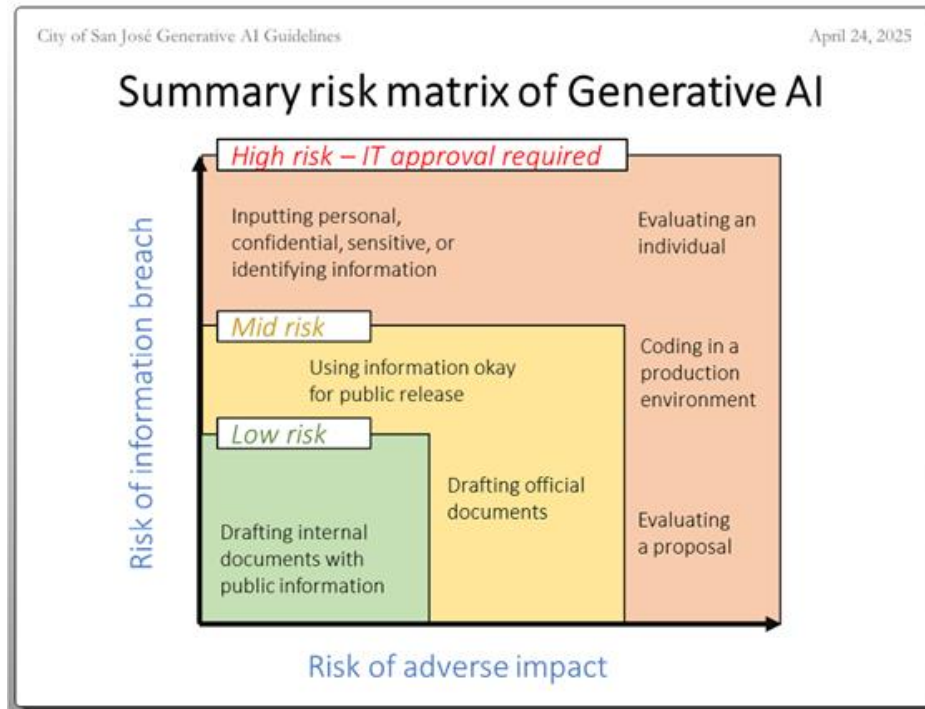 City of San José Generative AI Guidelines
April 24, 2025
Summary risk matrix of Generative AI
High risk – IT approval required
Inputting personal,
confidential, sensitive, or
identifying information
Evaluating an
individual
Mid risk
Using information okay
for public release
Coding in a
production
environment
Low risk
Drafting official
documents
Drafting internal
documents with
public information
Evaluating
a proposal
Risk of information breach
Risk of adverse impact